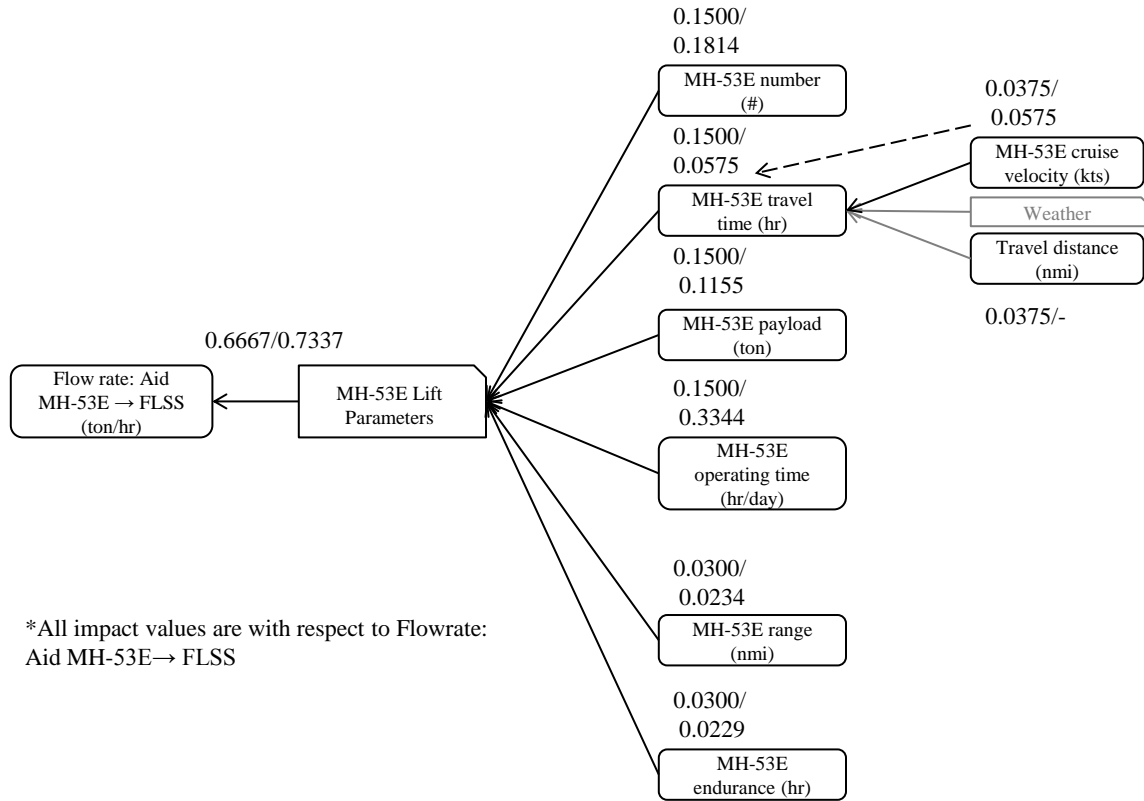 0.1500/
0.1814
MH-53E number
(#)
0.1500/
0.0575
MH-53E travel
time (hr)
0.0375/
0.0575
MH-53E cruise
velocity (kts)
Weather
Travel distance
(nmi)
0.0375/-
0.1500/
0.1155
MH-53E payload
(ton)
0.6667/0.7337
Flow rate: Aid
MH-53E → FLSS
(ton/hr)
MH-53E Lift
Parameters
0.1500/
0.3344
MH-53E
operating time
(hr/day)
0.0300/
0.0234
MH-53E range
(nmi)
*All impact values are with respect to Flowrate:
Aid MH-53E→ FLSS
0.0300/
0.0229
MH-53E
endurance (hr)